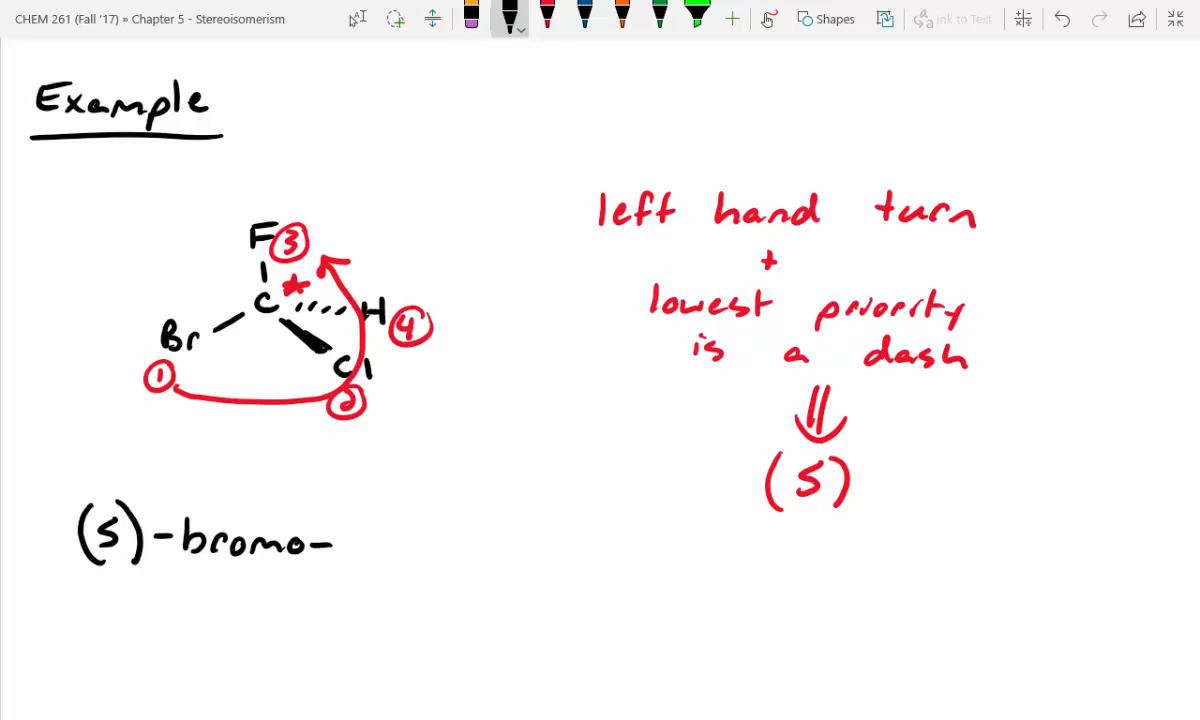 CHEM 261 (Fall '17) » Chapter 5 - Stereoisomerism
Shapes
Ink to Text
Example
F 3
C * H 4
Br Cl
1 2
left hand turn
+
lowest priority
is a dash
(S)
(S)-bromo-